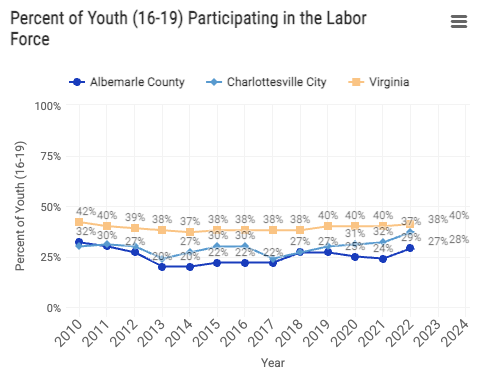 Percent of Youth (16-19) Participating in the Labor
Force
Albemarle County
Charlottesville City
Virginia
100%
75%
50%
25%
0%
Percent of Youth (16-19)
42% 40% 39% 38% 37% 38% 38% 38% 38% 40% 40% 40% 37% 38% 40%
32% 30% 27% 27% 30% 30% 27% 27% 31% 32% 29% 27% 28%
20% 20% 22% 22% 22% 25% 24%
2010 2011 2012 2013 2014 2015 2016 2017 2018 2019 2020 2021 2022 2023 2024
Year